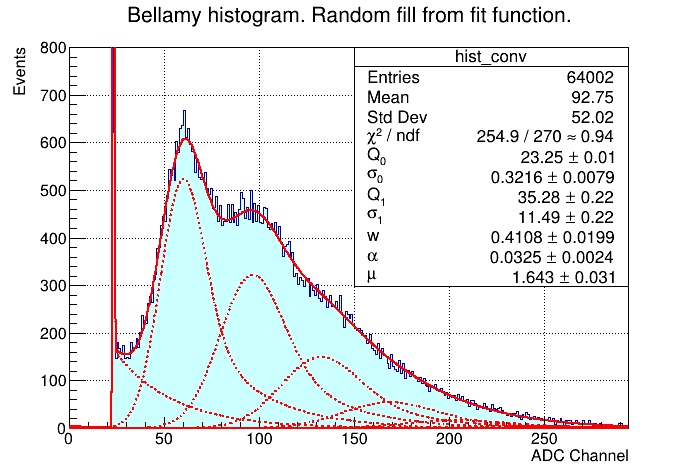 Bellamy histogram. Random fill from fit function.
Events
800
700
600
500
400
300
200
100
0
0 50 100 150 200 250
ADC Channel
hist_conv
Entries 64002
Mean 92.75
Std Dev 52.02
χ² / ndf 254.9 / 270 ≈ 0.94
Q₀ 23.25 ± 0.01
σ₀ 0.3216 ± 0.0079
Q₁ 35.28 ± 0.22
σ₁ 11.49 ± 0.22
w 0.4108 ± 0.0199
α 0.0325 ± 0.0024
μ 1.643 ± 0.031